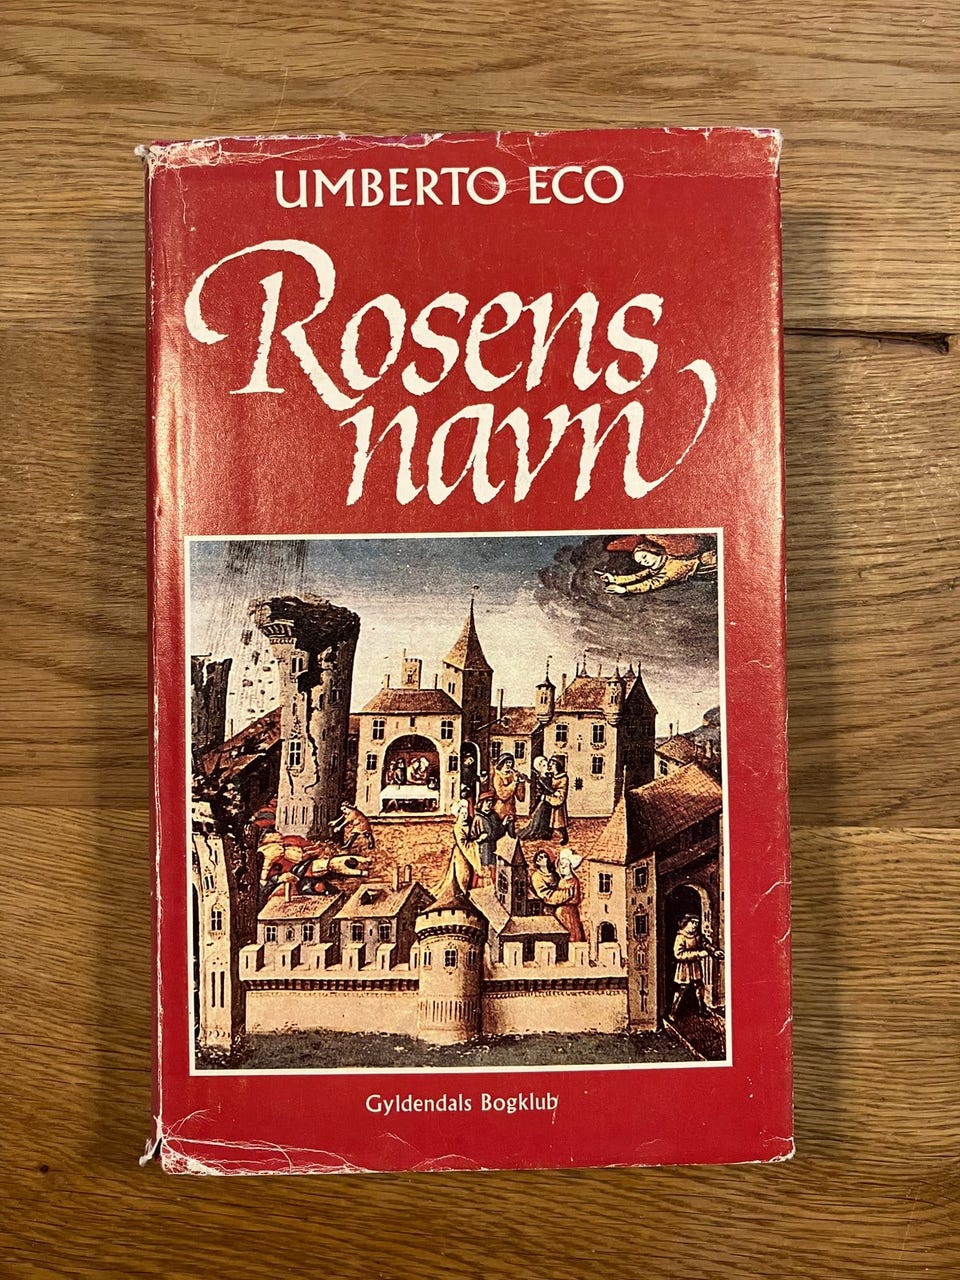 UMBERTO ECO
Rosens
navn
Gyldendals Bogklub